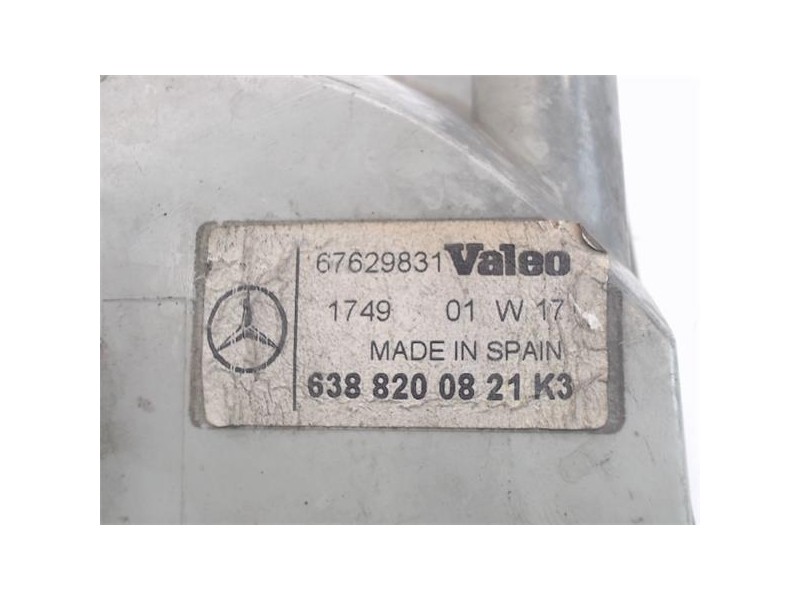 67629831 Valeo
1749 01 W 17
MADE IN SPAIN
638 820 08 21 K3